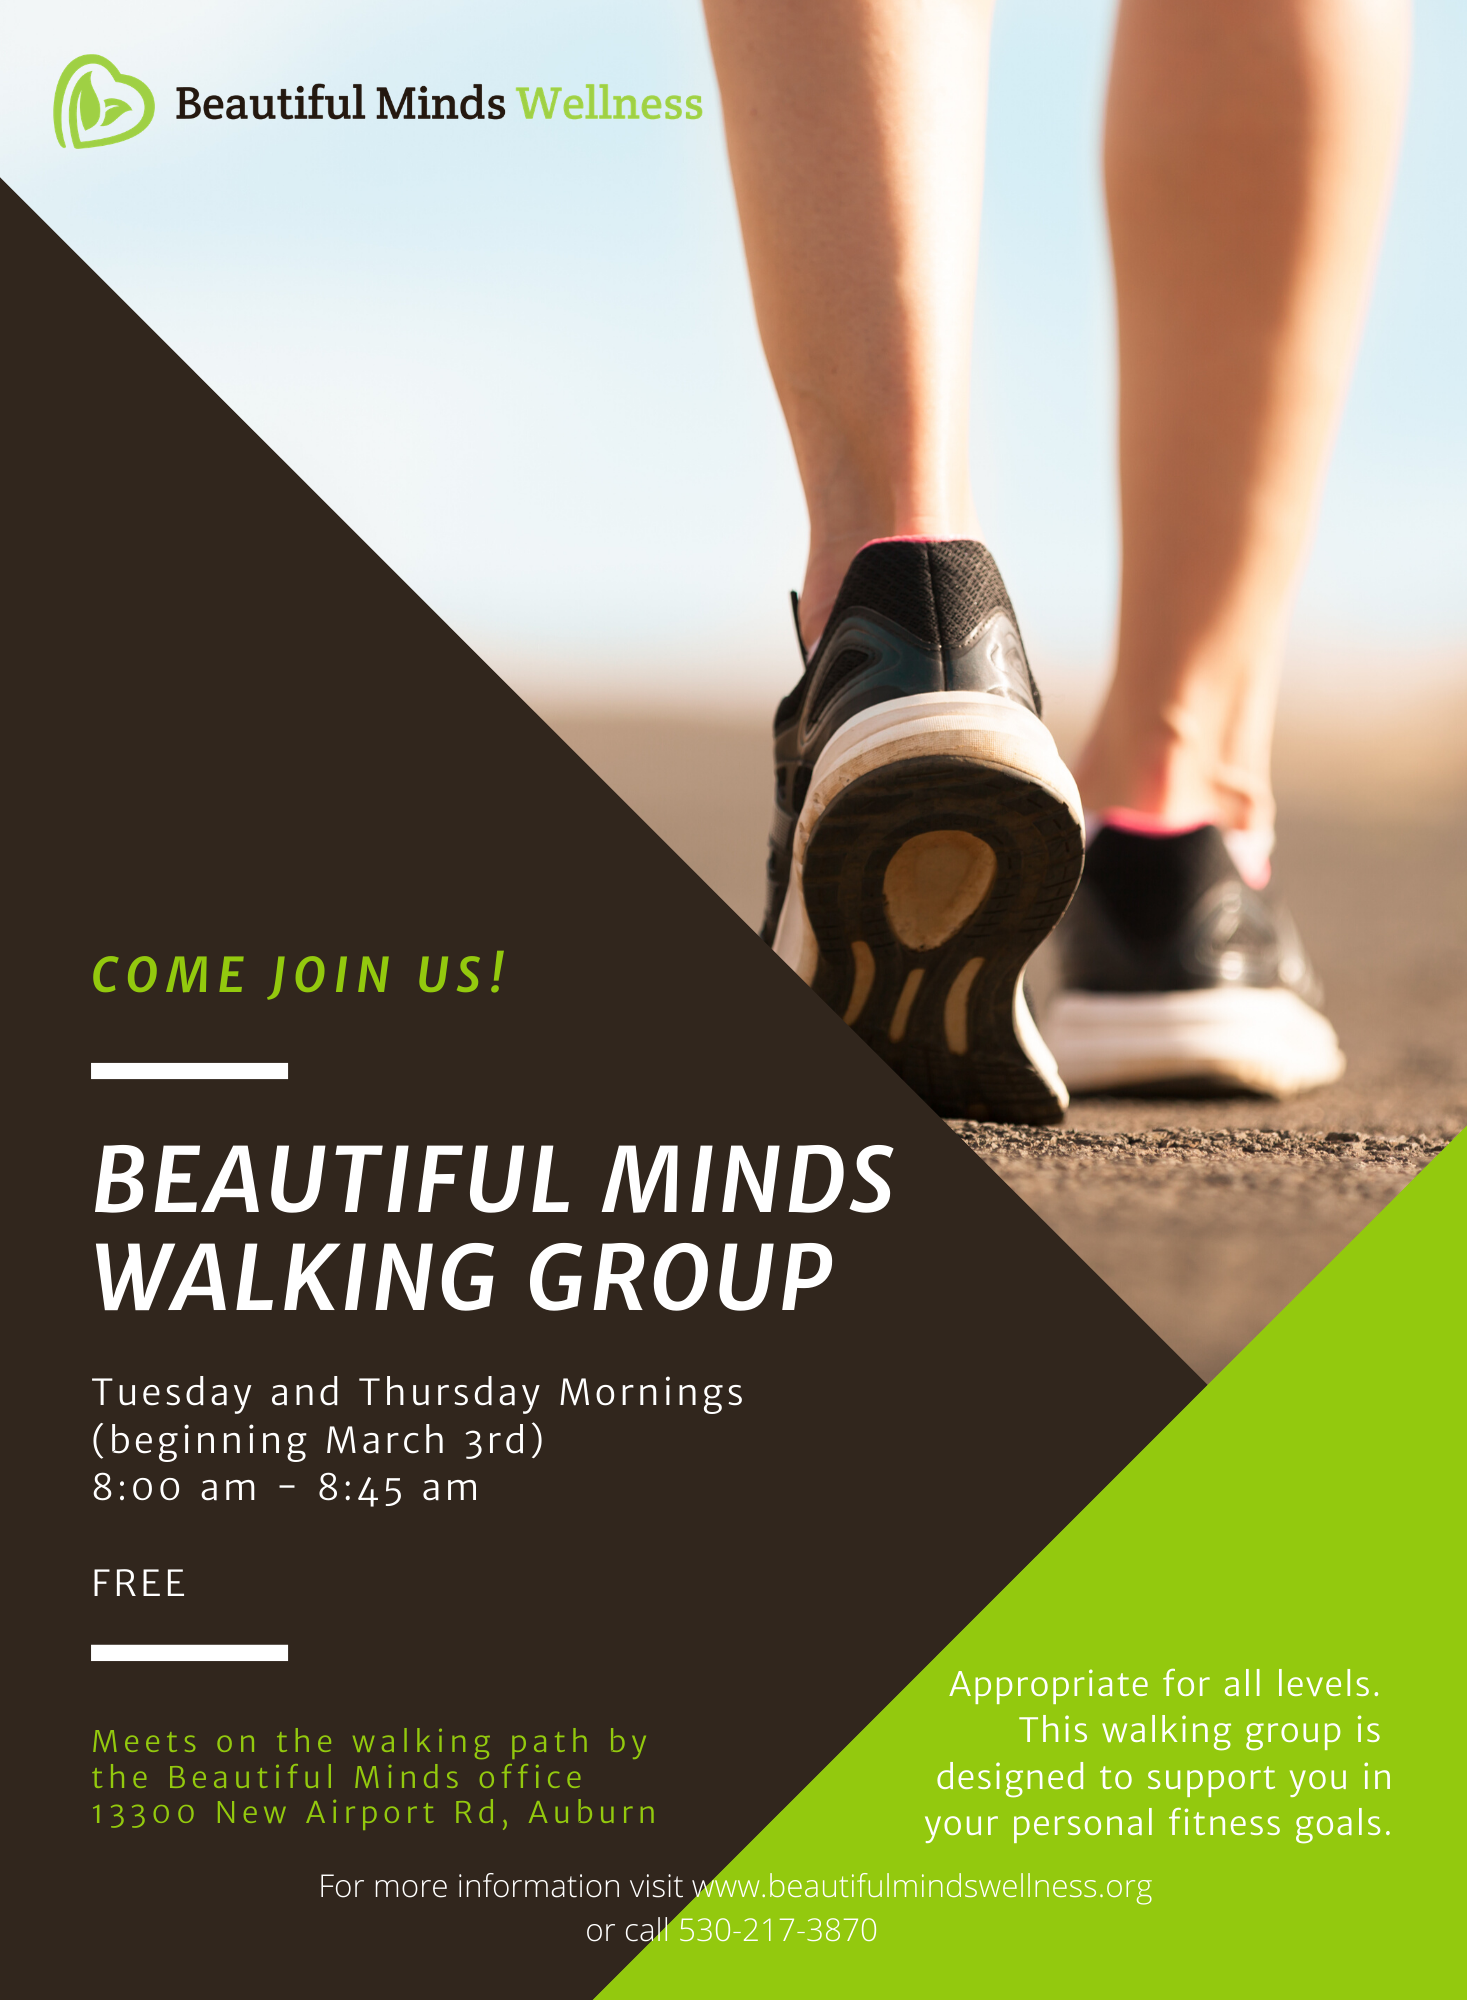 Beautiful Minds Wellness
COME JOIN US!
BEAUTIFUL MINDS
WALKING GROUP
Tuesday and Thursday Mornings
(beginning March 3rd)
8:00 am - 8:45 am
FREE
Meets on the walking path by
the Beautiful Minds office
13300 New Airport Rd, Auburn
Appropriate for all levels.
This walking group is
designed to support you in
your personal fitness goals.
For more information visit www.beautifulmindswellness.org
or call 530-217-3870